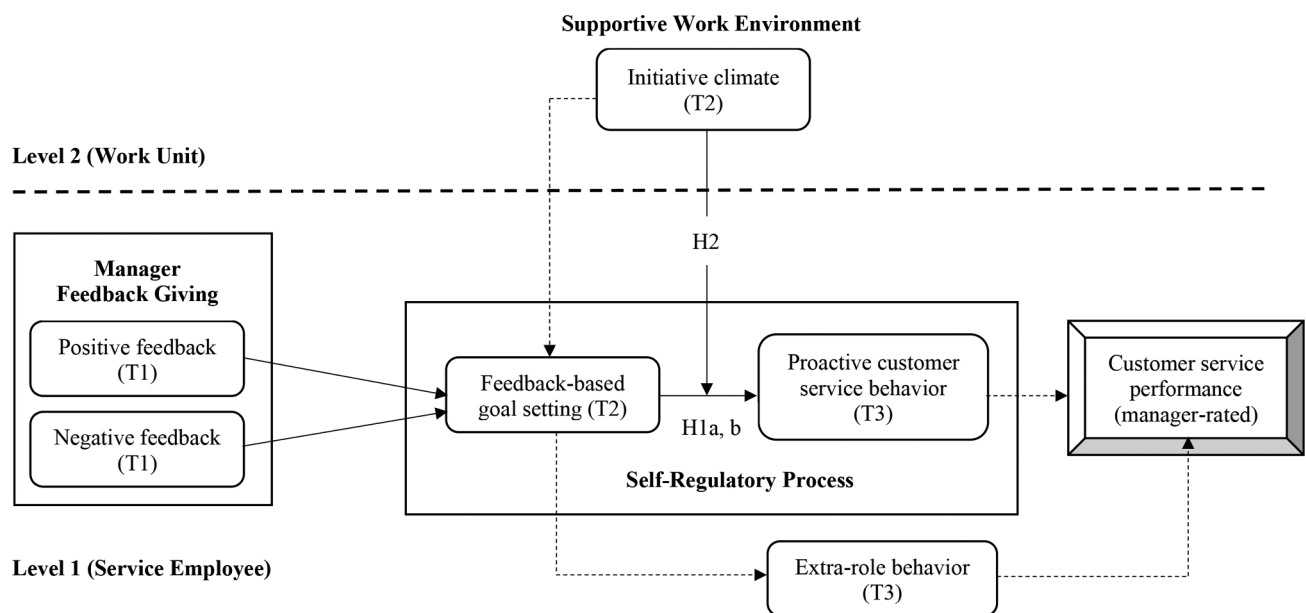 Supportive Work Environment
Initiative climate
(T2)
Level 2 (Work Unit)
H2
Manager
Feedback Giving
Positive feedback
(T1)
Negative feedback
(T1)
Feedback-based
goal setting (T2)
H1a, b
Proactive customer
service behavior
(T3)
Customer service
performance
(manager-rated)
Self-Regulatory Process
Level 1 (Service Employee)
Extra-role behavior
(T3)